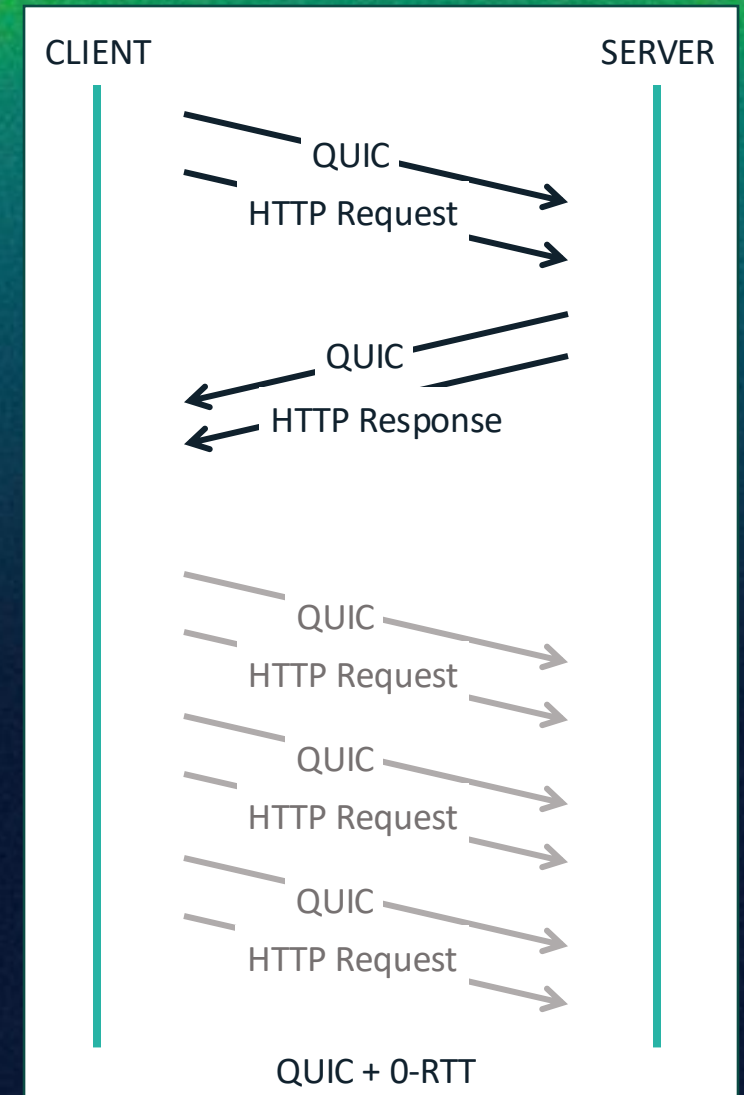 CLIENT
SERVER
QUIC
HTTP Request
QUIC
HTTP Response
QUIC
HTTP Request
QUIC
HTTP Request
QUIC
HTTP Request
QUIC + 0-RTT